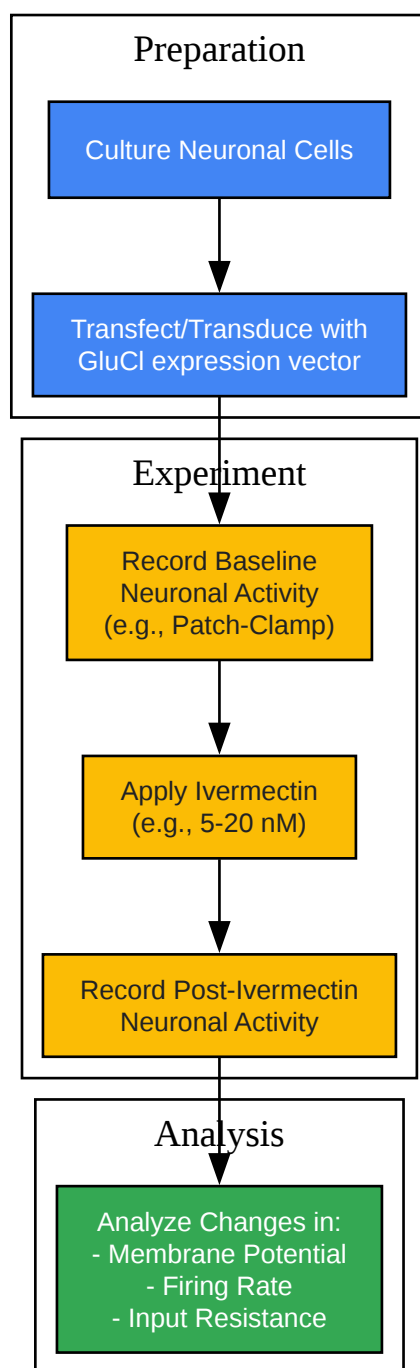 Preparation
Culture Neuronal Cells
Transfect/Transduce with
GluCl expression vector
Experiment
Record Baseline
Neuronal Activity
(e.g., Patch-Clamp)
Apply Ivermectin
(e.g., 5-20 nM)
Record Post-Ivermectin
Neuronal Activity
Analysis
Analyze Changes in:
- Membrane Potential
- Firing Rate
- Input Resistance